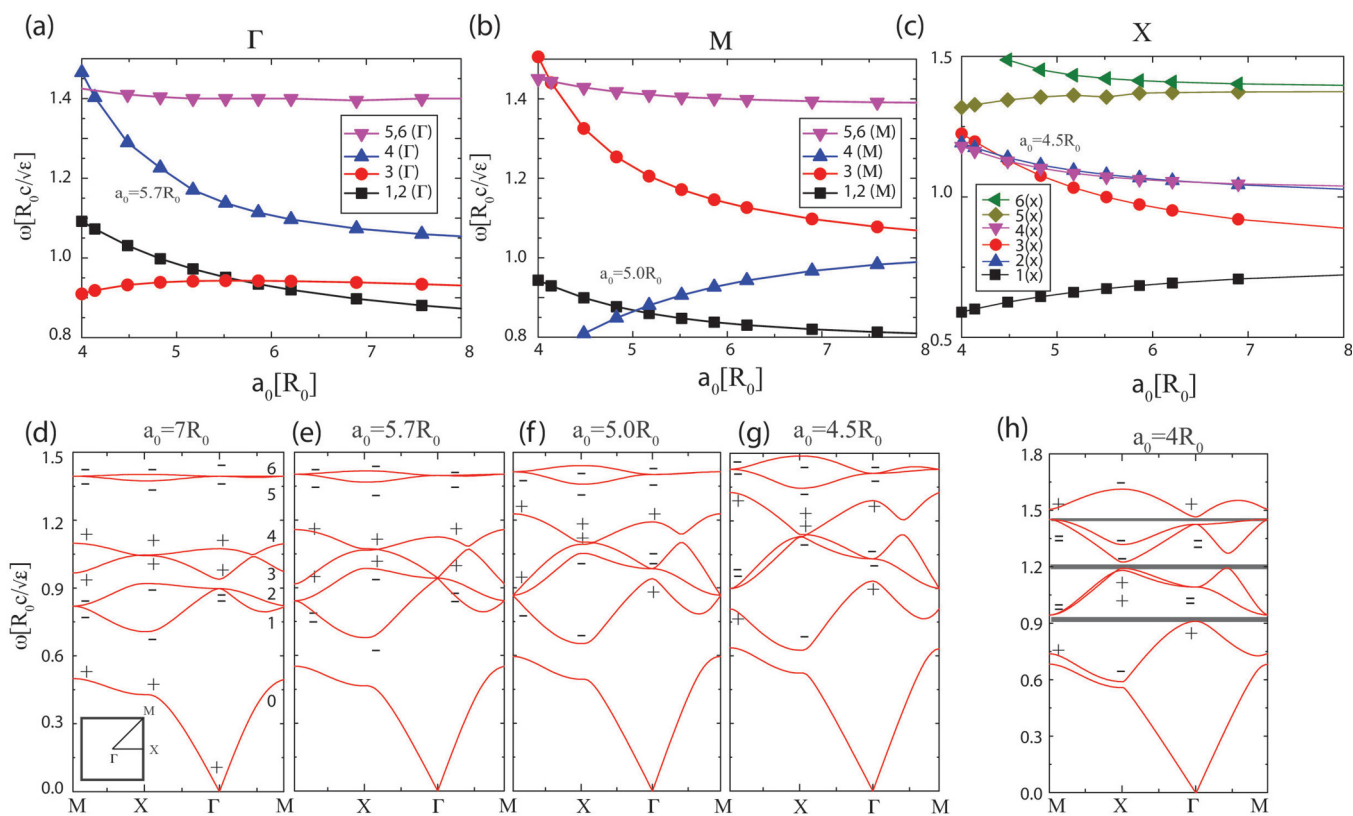 (a)
Γ
ω[R₀c/√ε]
1.4
1.2
1.0
0.8
a₀=5.7R₀
5,6 (Γ)
4 (Γ)
3 (Γ)
1,2 (Γ)
4 5 6 7 8
a₀[R₀]
(b)
M
ω[R₀c/√ε]
1.4
1.2
1.0
0.8
a₀=5.0R₀
5,6 (M)
4 (M)
3 (M)
1,2 (M)
4 5 6 7 8
a₀[R₀]
(c)
X
1.5
1.0
0.5
a₀=4.5R₀
6(x)
5(x)
4(x)
3(x)
2(x)
1(x)
4 5 6 7 8
a₀[R₀]
(d)
a₀=7R₀
ω[R₀c/√ε]
1.5
1.2
0.9
0.6
0.3
0.0
− − −
6
− − −
5
+ + +
4
+ + +
3
2
− − −
1
+ +
0
+
M
Γ X
M X Γ M
(e)
a₀=5.7R₀
− − −
− − −
+ + +
+ + +
− − −
−
M X Γ M
(f)
a₀=5.0R₀
− − −
− − −
+ + +
+ + −
− − −
− − +
M X Γ M
(g)
a₀=4.5R₀
− − −
− − −
+ + +
+
− − −
− −
+ − +
M X Γ M
(h)
a₀=4R₀
1.8
1.5
1.2
0.9
0.6
0.3
0.0
+ − +
− − −
− − −
− + −
− + −
+ − +
M X Γ M